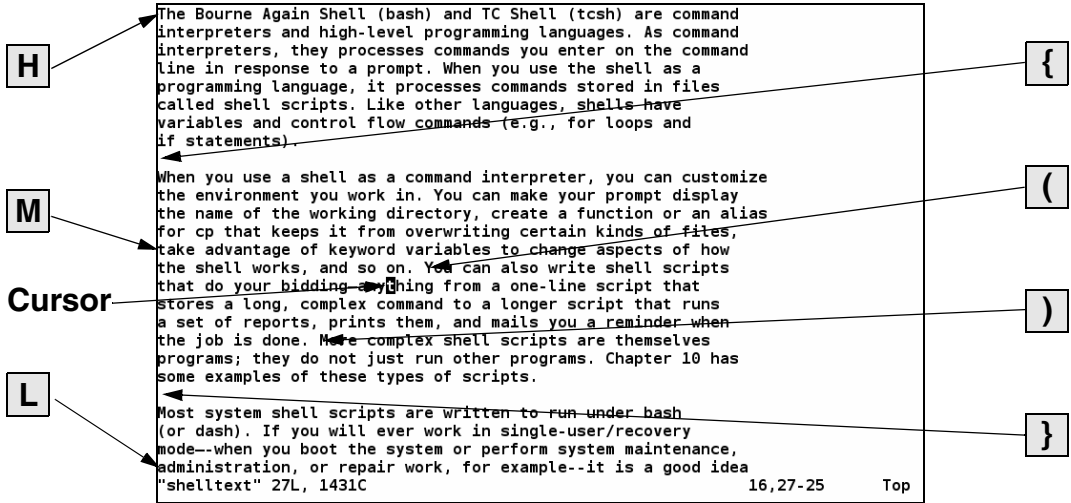 The Bourne Again Shell (bash) and TC Shell (tcsh) are command
interpreters and high-level programming languages. As command
interpreters, they processes commands you enter on the command
line in response to a prompt. When you use the shell as a
programming language, it processes commands stored in files
called shell scripts. Like other languages, shells have
variables and control flow commands (e.g., for loops and
if statements).
When you use a shell as a command interpreter, you can customize
the environment you work in. You can make your prompt display
the name of the working directory, create a function or an alias
for cp that keeps it from overwriting certain kinds of files,
take advantage of keyword variables to change aspects of how
the shell works, and so on. You can also write shell scripts
that do your bidding anything from a one-line script that
stores a long, complex command to a longer script that runs
a set of reports, prints them, and mails you a reminder when
the job is done. More complex shell scripts are themselves
programs; they do not just run other programs. Chapter 10 has
some examples of these types of scripts.
Most system shell scripts are written to run under bash
(or dash). If you will ever work in single-user/recovery
mode--when you boot the system or perform system maintenance,
administration, or repair work, for example--it is a good idea
"shelltext" 27L, 1431C 16,27-25 Top
H
M
Cursor
L
{
(
)
}